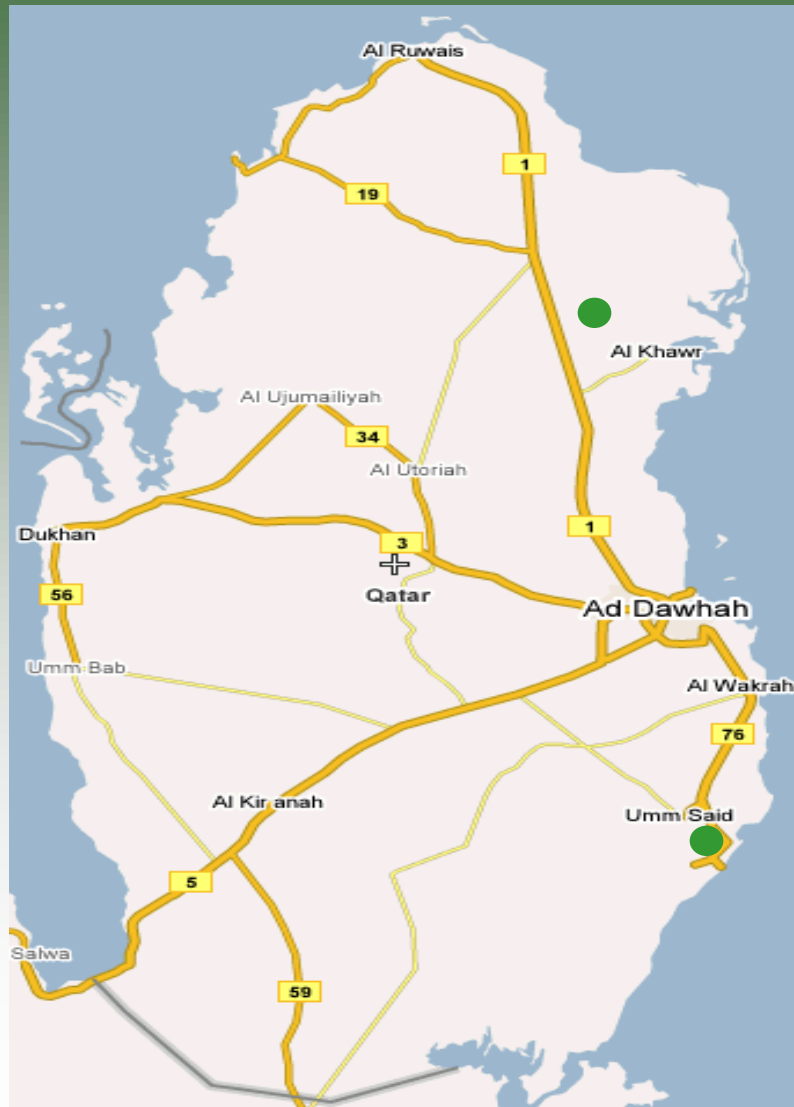 Al Ruwais
1
19
Al Khawr
Al Ujumailiyah
34
Al Utoriah
1
Dukhan
3
56
Qatar
Ad Dawhah
Umm Bab
Al Wakrah
76
Al Kir anah
Umm Said
5
Salwa
59